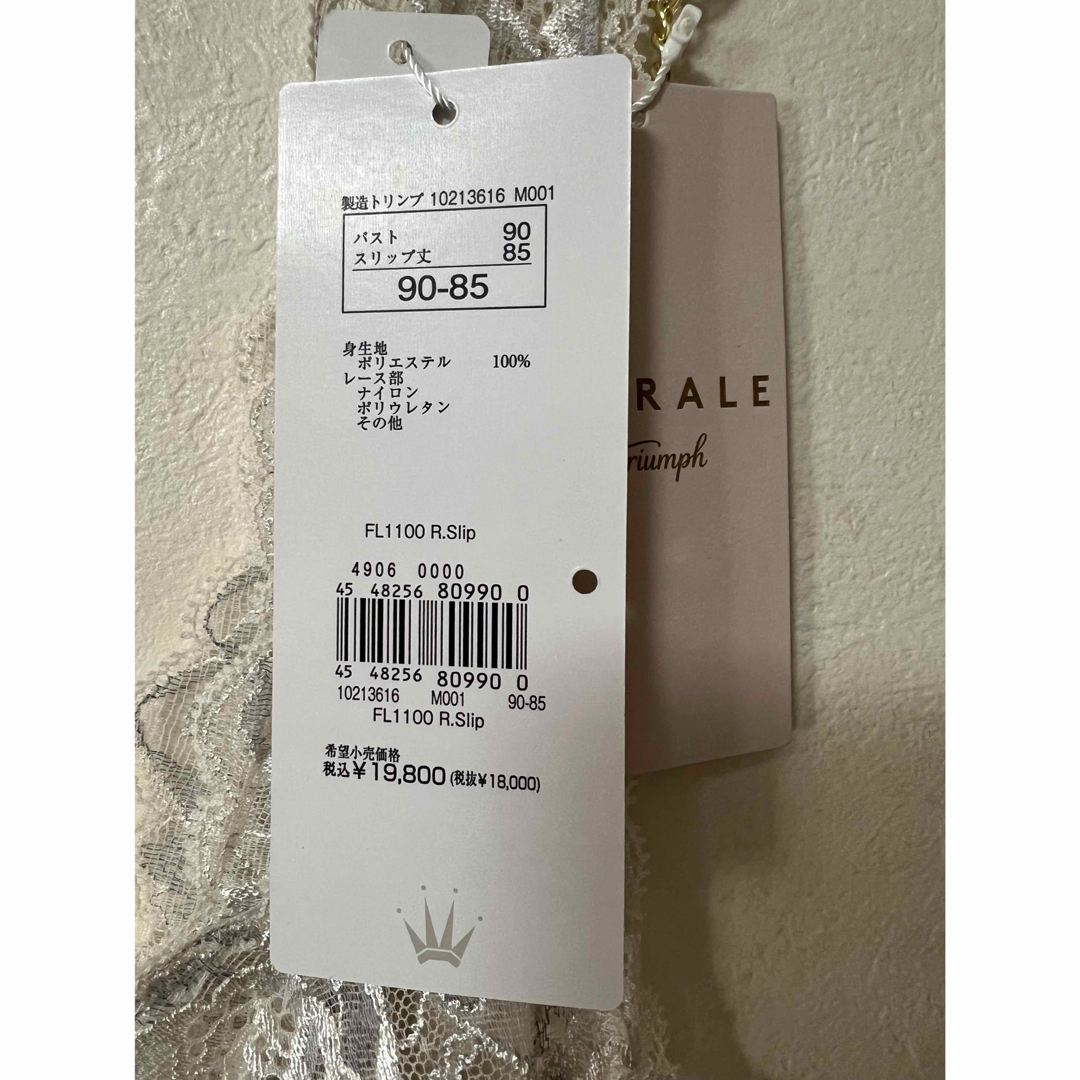 製造トリンプ 10213616 M001
バスト 90
スリップ丈 85
90-85
身生地
ポリエステル 100%
レース部
ナイロン
ポリウレタン
その他
FL1100 R.Slip
4906 0000
45 48256 80990 0
45 48256 80990 0
10213616 M001 90-85
FL1100 R.Slip
希望小売価格
税込¥19,800(税抜¥18,000)
RALE
riumph